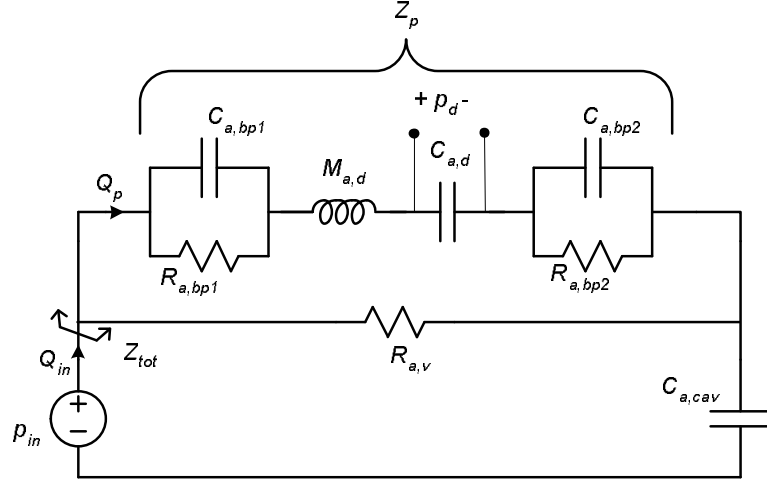 Z_p
+ p_d -
C_a,bp1
C_a,bp2
M_a,d
C_a,d
Q_p
R_a,bp1
R_a,bp2
Z_tot
R_a,v
Q_in
C_a,cav
p_in
+
−